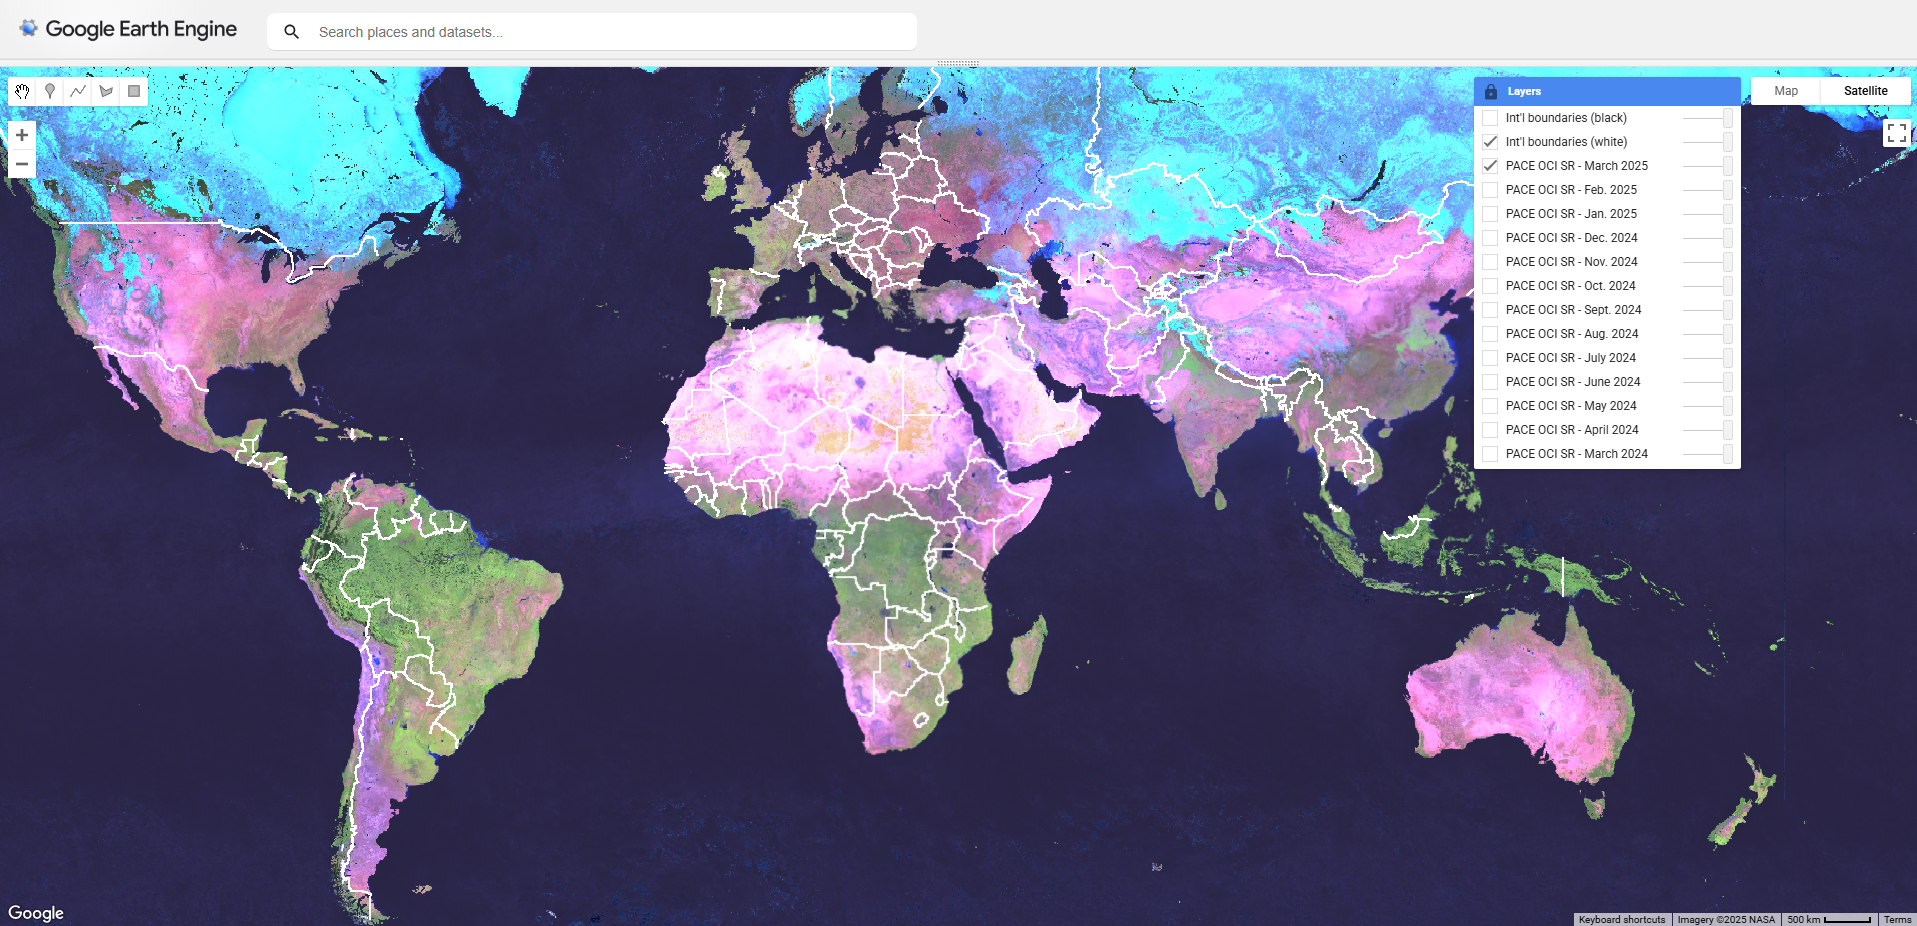 Google Earth Engine
Search places and datasets...
Layers
Map
Satellite
Int'l boundaries (black)
Int'l boundaries (white)
PACE OCI SR - March 2025
PACE OCI SR - Feb. 2025
PACE OCI SR - Jan. 2025
PACE OCI SR - Dec. 2024
PACE OCI SR - Nov. 2024
PACE OCI SR - Oct. 2024
PACE OCI SR - Sept. 2024
PACE OCI SR - Aug. 2024
PACE OCI SR - July 2024
PACE OCI SR - June 2024
PACE OCI SR - May 2024
PACE OCI SR - April 2024
PACE OCI SR - March 2024
Google
Keyboard shortcuts
Imagery ©2025 NASA
500 km
Terms